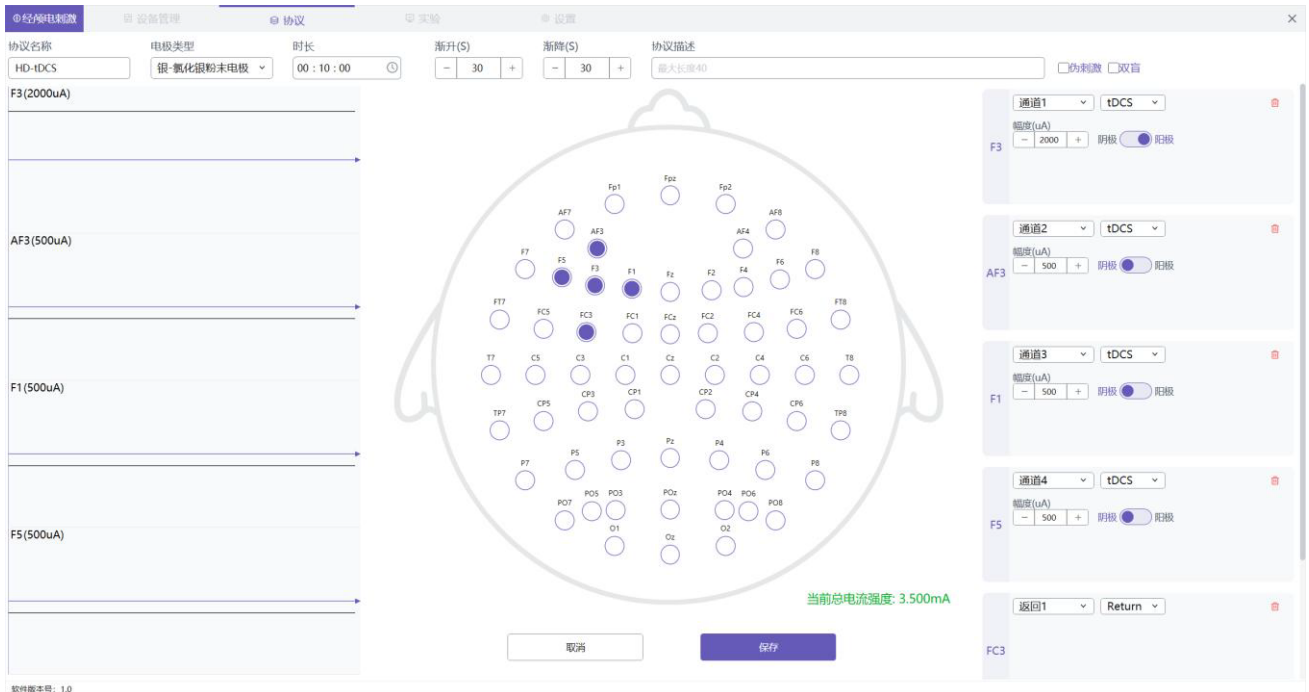 经颅电刺激 设备管理 协议 实验 设置
协议名称 电极类型 时长 渐升(S) 渐降(S) 协议描述
HD-tDCS 银-氯化银粉末电极 00 : 10 : 00 − 30 + − 30 + 最大长度40 伪刺激 双盲
F3(2000uA)
AF3(500uA)
F1(500uA)
F5(500uA)
Fp1 Fpz Fp2
AF7 AF8
AF3 AF4
F7 F5 F3 F1 Fz F2 F4 F6 F8
FT7 FC5 FC3 FC1 FCz FC2 FC4 FC6 FT8
T7 C5 C3 C1 Cz C2 C4 C6 T8
TP7 CP5 CP3 CP1 CP2 CP4 CP6 TP8
P7 P5 P3 Pz P4 P6 P8
PO7 PO5 PO3 POz PO4 PO6 PO8
O1 Oz O2
当前总电流强度: 3.500mA
取消 保存
F3
通道1 tDCS
幅度(uA)
− 2000 + 阴极 阳极
AF3
通道2 tDCS
幅度(uA)
− 500 + 阴极 阳极
F1
通道3 tDCS
幅度(uA)
− 500 + 阴极 阳极
F5
通道4 tDCS
幅度(uA)
− 500 + 阴极 阳极
FC3
返回1 Return
软件版本号: 1.0